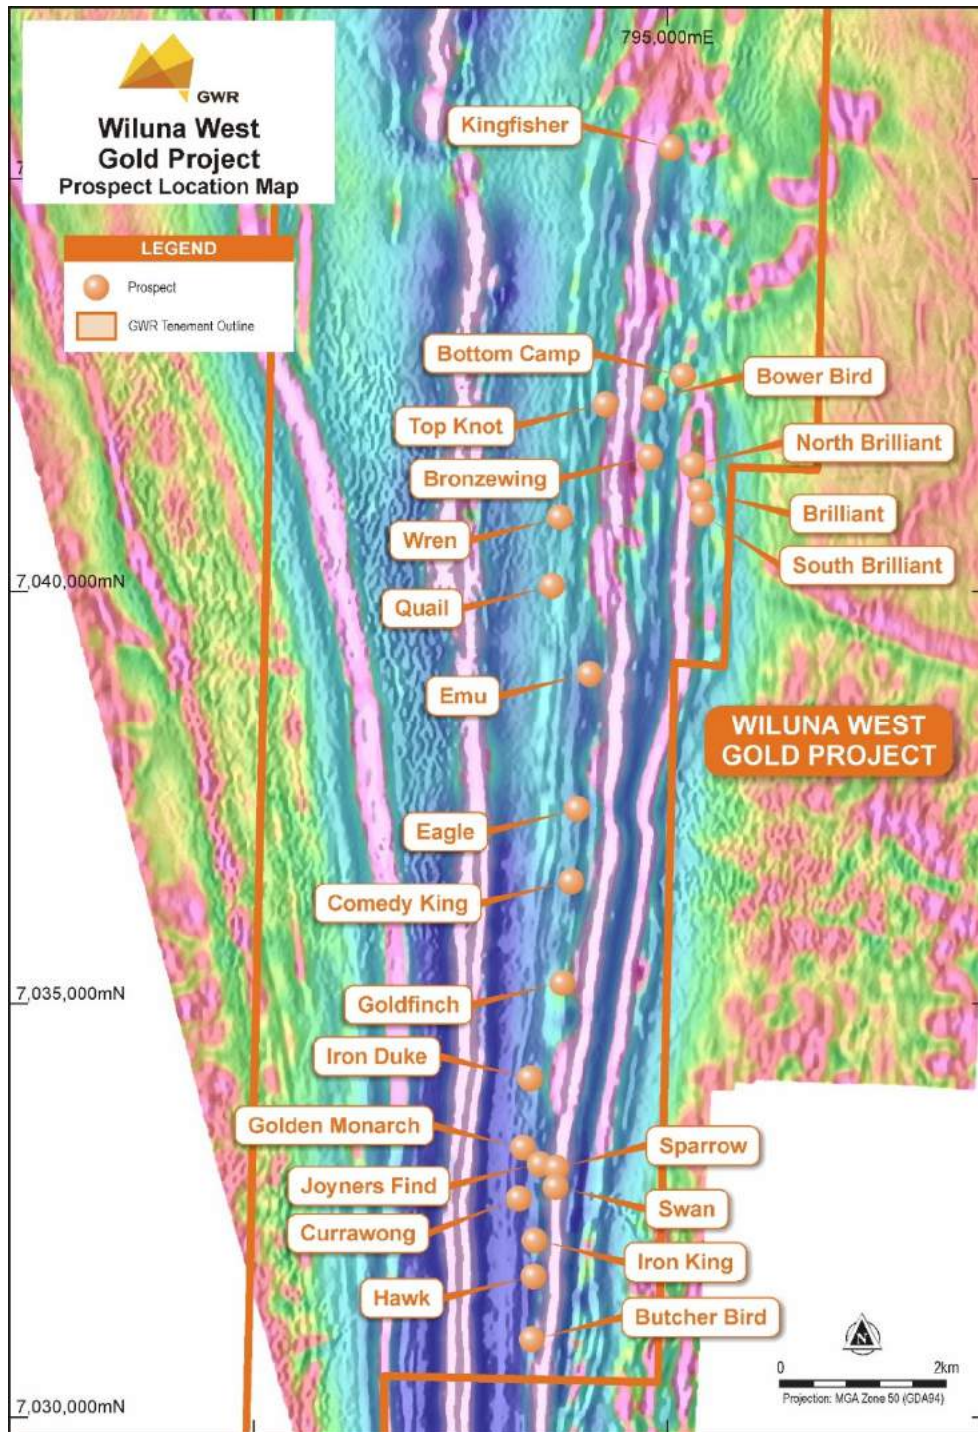 795,000mE
GWR
Wiluna West
Gold Project
Prospect Location Map
LEGEND
Prospect
GWR Tenement Outline
Kingfisher
Bottom Camp
Bower Bird
Top Knot
North Brilliant
Bronzewing
Brilliant
Wren
South Brilliant
7,040,000mN
Quail
Emu
WILUNA WEST
GOLD PROJECT
Eagle
Comedy King
7,035,000mN
Goldfinch
Iron Duke
Golden Monarch
Sparrow
Joyners Find
Swan
Currawong
Iron King
Hawk
Butcher Bird
N
0 2km
Projection: MGA Zone 50 (GDA94)
7,030,000mN